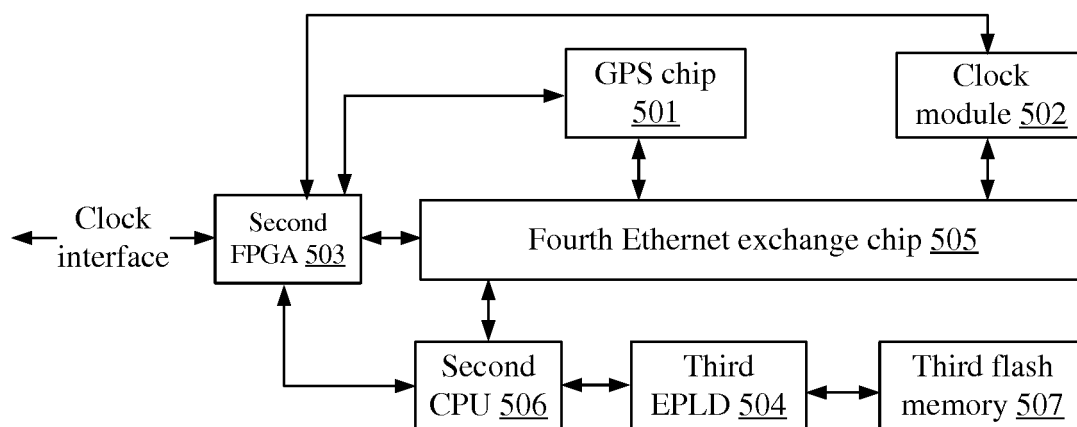 GPS chip
501
Clock
module 502
Clock
interface
Second
FPGA 503
Fourth Ethernet exchange chip 505
Second
CPU 506
Third
EPLD 504
Third flash
memory 507